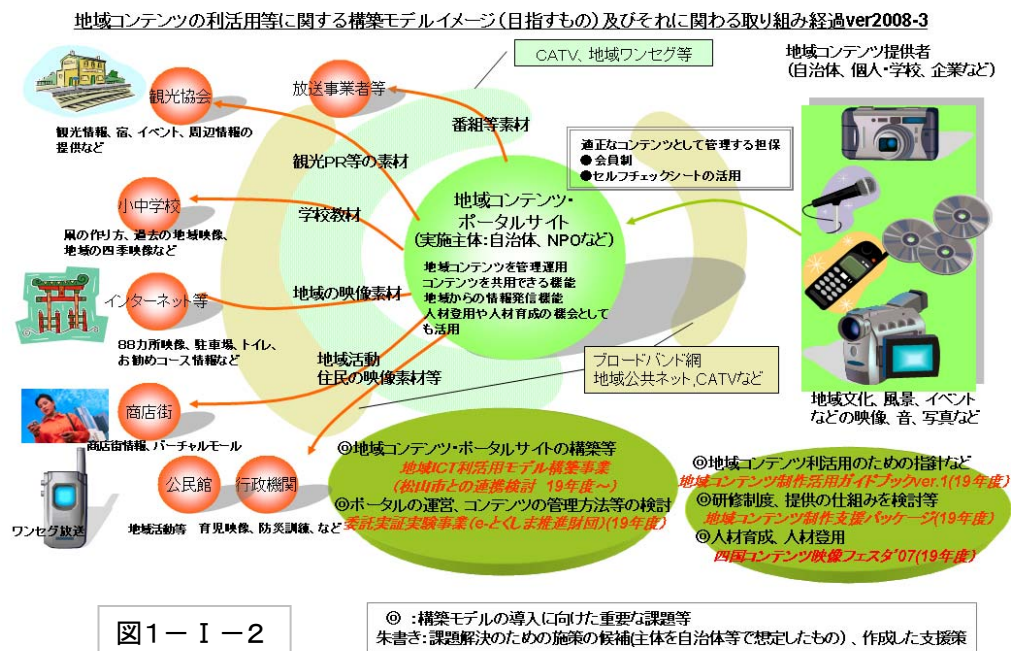 地域コンテンツの利活用等に関する構築モデルイメージ(目指すもの)及びそれに関わる取り組み経過ver2008-3
CATV、地域ワンセグ等
地域コンテンツ提供者
(自治体、個人・学校、企業など)
観光協会
観光情報、宿、イベント、周辺情報の
提供など
放送事業者等
番組等素材
観光PR等の素材
適正なコンテンツとして管理する担保
●会員制
●セルフチェックシートの活用
小中学校
凧の作り方、過去の地域映像、
地域の四季映像など
学校教材
地域コンテンツ・
ポータルサイト
(実施主体:自治体、NPOなど)
地域コンテンツを管理運用
コンテンツを共用できる機能
地域からの情報発信機能
人材登用や人材育成の機会として
も活用
インターネット等
88カ所映像、駐車場、トイレ、
お勧めコース情報など
地域の映像素材
地域活動
住民の映像素材等
ブロードバンド網
地域公共ネット,CATVなど
地域文化、風景、イベント
などの映像、音、写真など
商店街
商店街情報、バーチャルモール
ワンセグ放送
公民館
行政機関
地域活動等
育児映像、防災訓練、など
◎地域コンテンツ・ポータルサイトの構築等
地域ICT利活用モデル構築事業
(松山市との連携検討 19年度~)
◎ポータルの運営、コンテンツの管理方法等の検討
委託実証実験事業(e-とくしま推進財団)(19年度)
◎地域コンテンツ利活用のための指針など
地域コンテンツ制作活用ガイドブックver.1(19年度)
◎研修制度、提供の仕組みを検討等
地域コンテンツ制作支援パッケージ(19年度)
◎人材育成、人材登用
四国コンテンツ映像フェスタ'07(19年度)
図1-Ⅰ-2
◎ :構築モデルの導入に向けた重要な課題等
朱書き:課題解決のための施策の候補(主体を自治体等で想定したもの)、作成した支援策